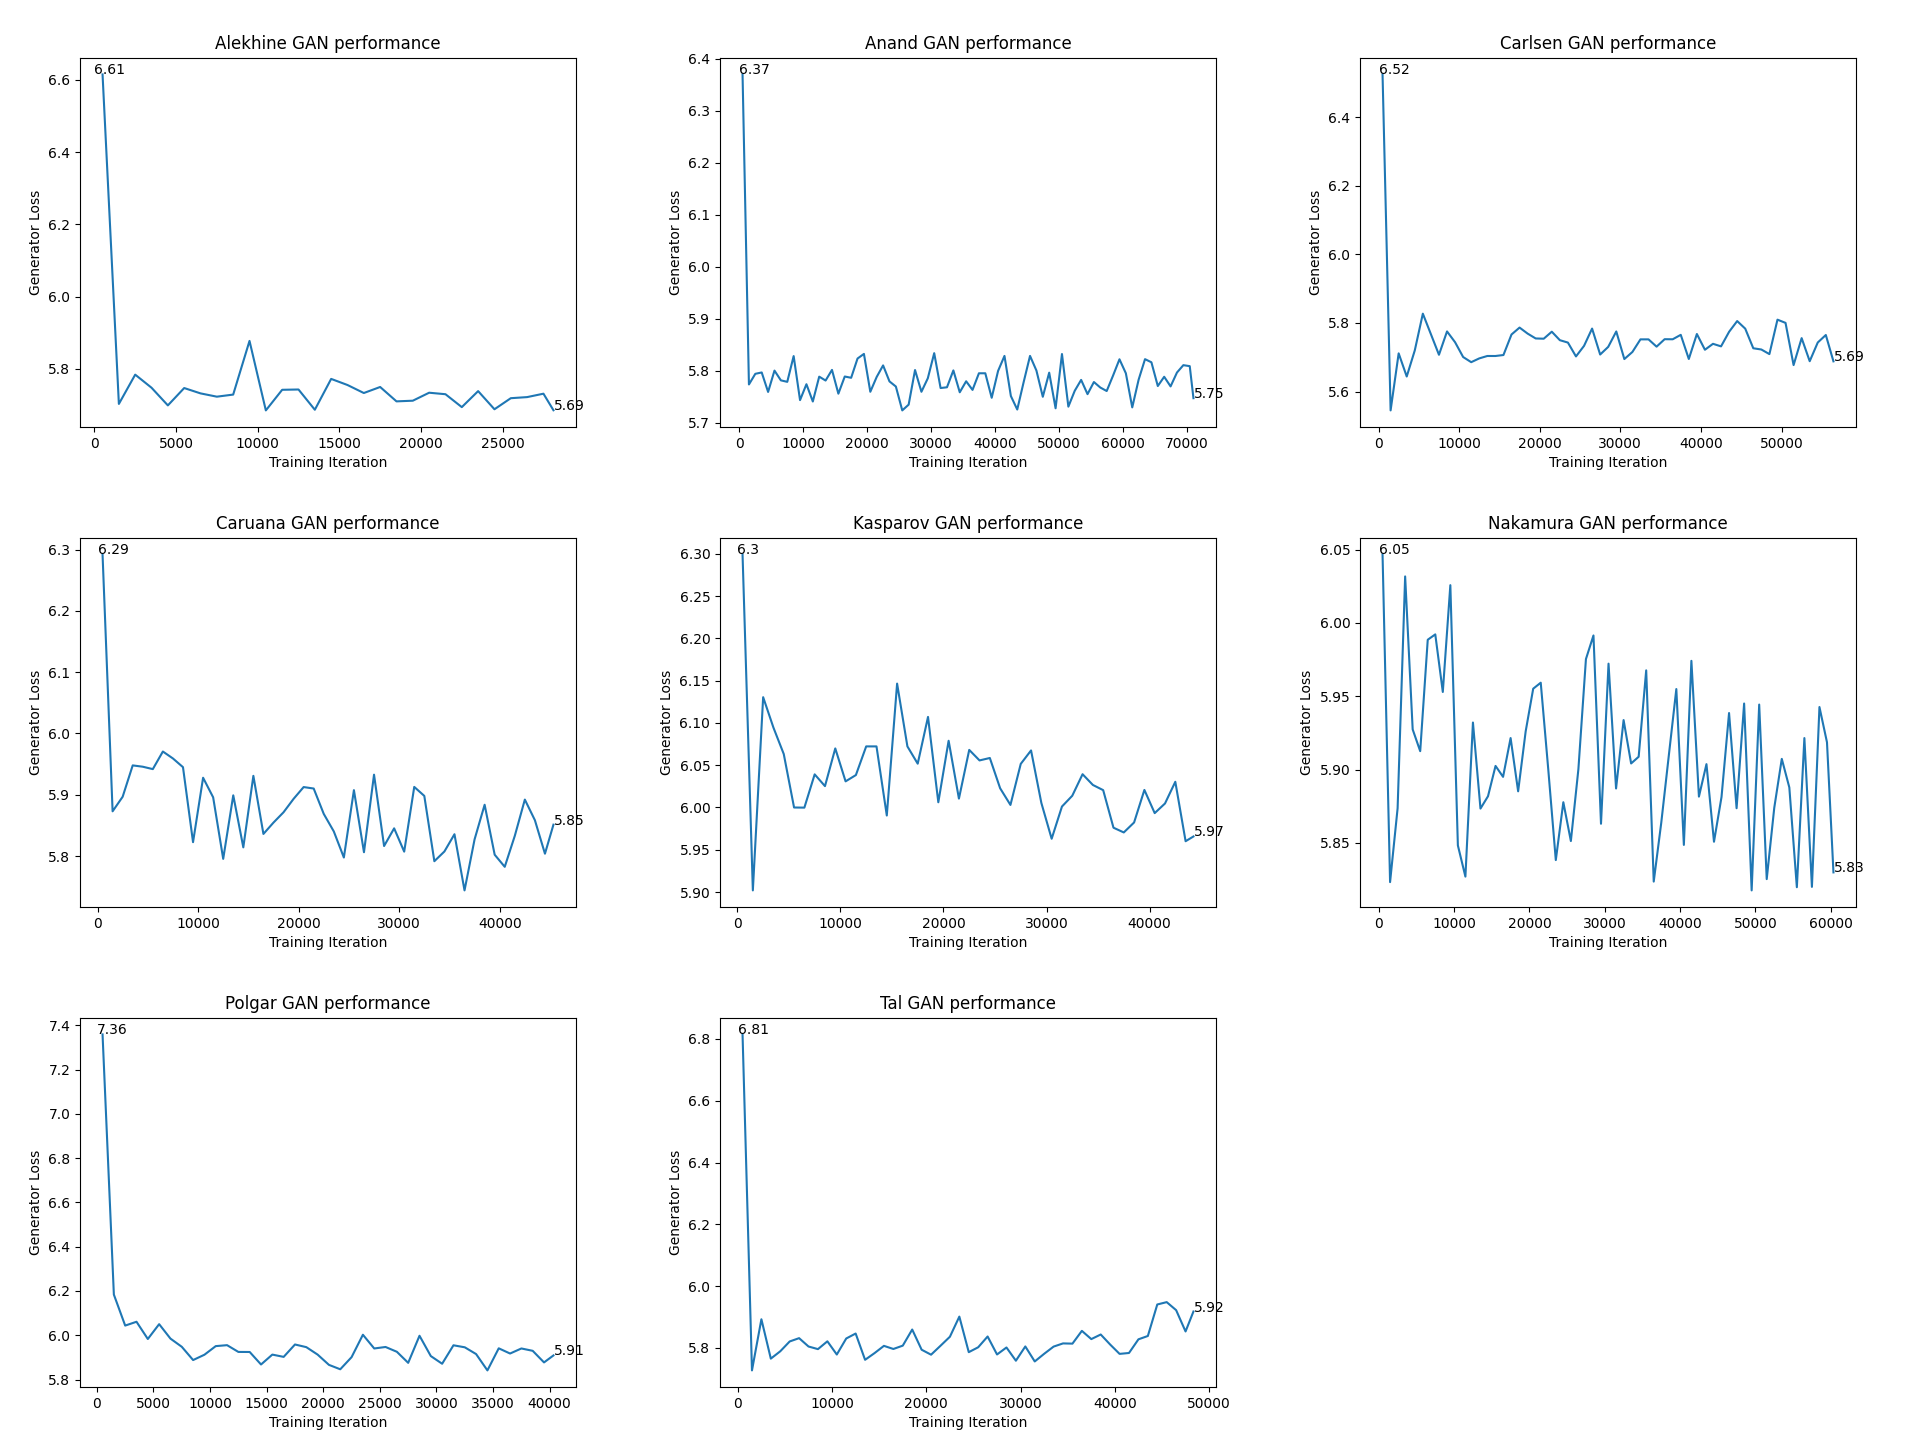 Alekhine GAN performance
6.61
6.6
6.4
6.2
6.0
5.8
5.69
Generator Loss
0 5000 10000 15000 20000 25000
Training Iteration
Anand GAN performance
6.37
6.4
6.3
6.2
6.1
6.0
5.9
5.8
5.7
5.75
Generator Loss
0 10000 20000 30000 40000 50000 60000 70000
Training Iteration
Carlsen GAN performance
6.52
6.4
6.2
6.0
5.8
5.6
5.69
Generator Loss
0 10000 20000 30000 40000 50000
Training Iteration
Caruana GAN performance
6.29
6.3
6.2
6.1
6.0
5.9
5.8
5.85
Generator Loss
0 10000 20000 30000 40000
Training Iteration
Kasparov GAN performance
6.3
6.30
6.25
6.20
6.15
6.10
6.05
6.00
5.95
5.90
5.97
Generator Loss
0 10000 20000 30000 40000
Training Iteration
Nakamura GAN performance
6.05
6.05
6.00
5.95
5.90
5.85
5.83
Generator Loss
0 10000 20000 30000 40000 50000 60000
Training Iteration
Polgar GAN performance
7.36
7.4
7.2
7.0
6.8
6.6
6.4
6.2
6.0
5.8
5.91
Generator Loss
0 5000 10000 15000 20000 25000 30000 35000 40000
Training Iteration
Tal GAN performance
6.81
6.8
6.6
6.4
6.2
6.0
5.8
5.92
Generator Loss
0 10000 20000 30000 40000 50000
Training Iteration